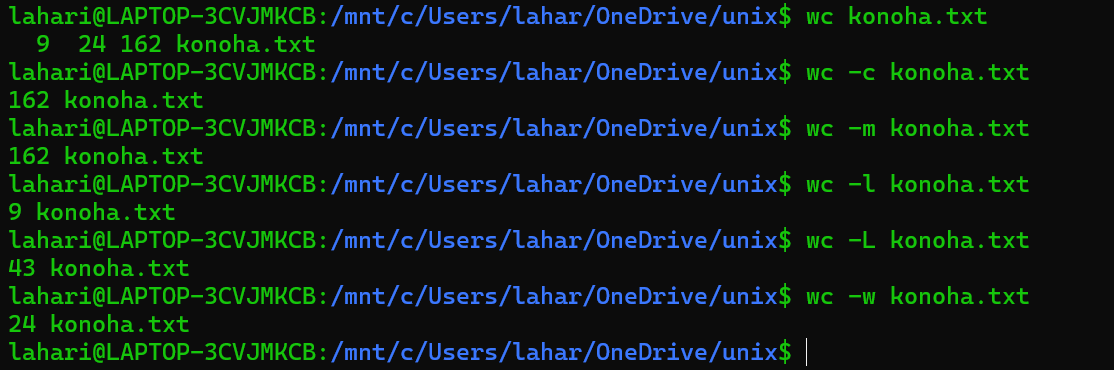 lahari@LAPTOP-3CVJMKCB:/mnt/c/Users/lahar/OneDrive/unix$ wc konoha.txt
  9  24 162 konoha.txt
lahari@LAPTOP-3CVJMKCB:/mnt/c/Users/lahar/OneDrive/unix$ wc -c konoha.txt
162 konoha.txt
lahari@LAPTOP-3CVJMKCB:/mnt/c/Users/lahar/OneDrive/unix$ wc -m konoha.txt
162 konoha.txt
lahari@LAPTOP-3CVJMKCB:/mnt/c/Users/lahar/OneDrive/unix$ wc -l konoha.txt
9 konoha.txt
lahari@LAPTOP-3CVJMKCB:/mnt/c/Users/lahar/OneDrive/unix$ wc -L konoha.txt
43 konoha.txt
lahari@LAPTOP-3CVJMKCB:/mnt/c/Users/lahar/OneDrive/unix$ wc -w konoha.txt
24 konoha.txt
lahari@LAPTOP-3CVJMKCB:/mnt/c/Users/lahar/OneDrive/unix$